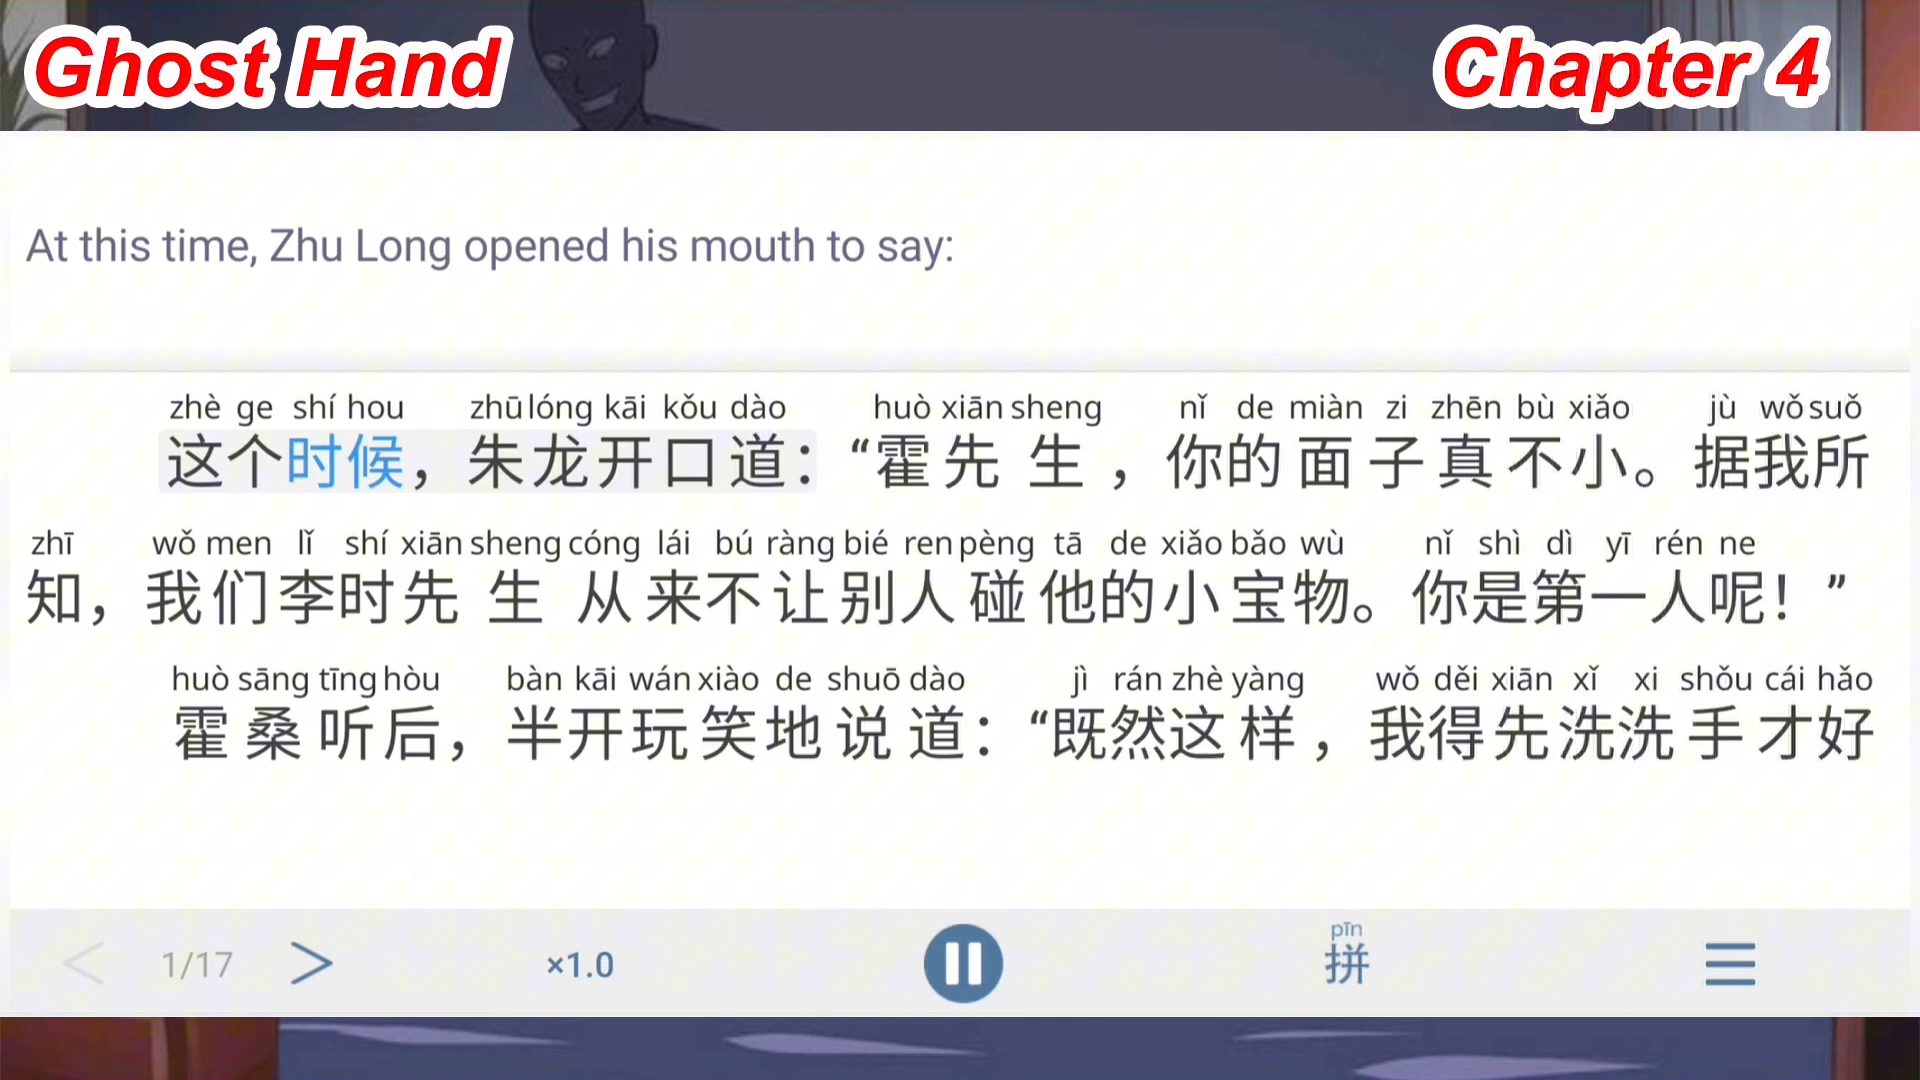 Ghost Hand
Chapter 4
At this time, Zhu Long opened his mouth to say:
zhè ge shí hou zhū lóng kāi kǒu dào huò xiān sheng nǐ de miàn zi zhēn bù xiǎo jù wǒ suǒ
这个时候，朱龙开口道：“霍先生，你的面子真不小。据我所
zhī wǒ men lǐ shí xiān sheng cóng lái bú ràng bié ren pèng tā de xiǎo bǎo wù nǐ shì dì yī rén ne
知，我们李时先生从来不让别人碰他的小宝物。你是第一人呢！”
huò sāng tīng hòu bàn kāi wán xiào de shuō dào jì rán zhè yàng wǒ děi xiān xǐ xi shǒu cái hǎo
霍桑听后，半开玩笑地说道：“既然这样，我得先洗洗手才好
1/17
×1.0
pīn
拼